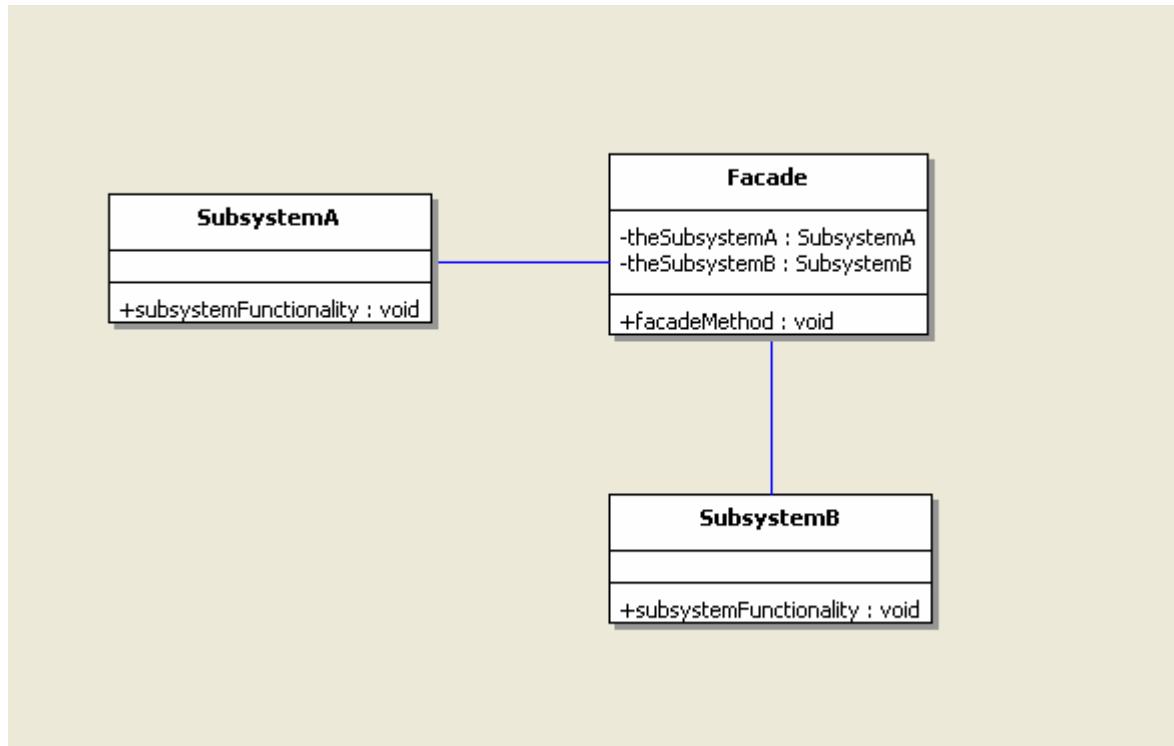 SubsystemA
+subsystemFunctionality : void
Facade
-theSubsystemA : SubsystemA
-theSubsystemB : SubsystemB
+facadeMethod : void
SubsystemB
+subsystemFunctionality : void